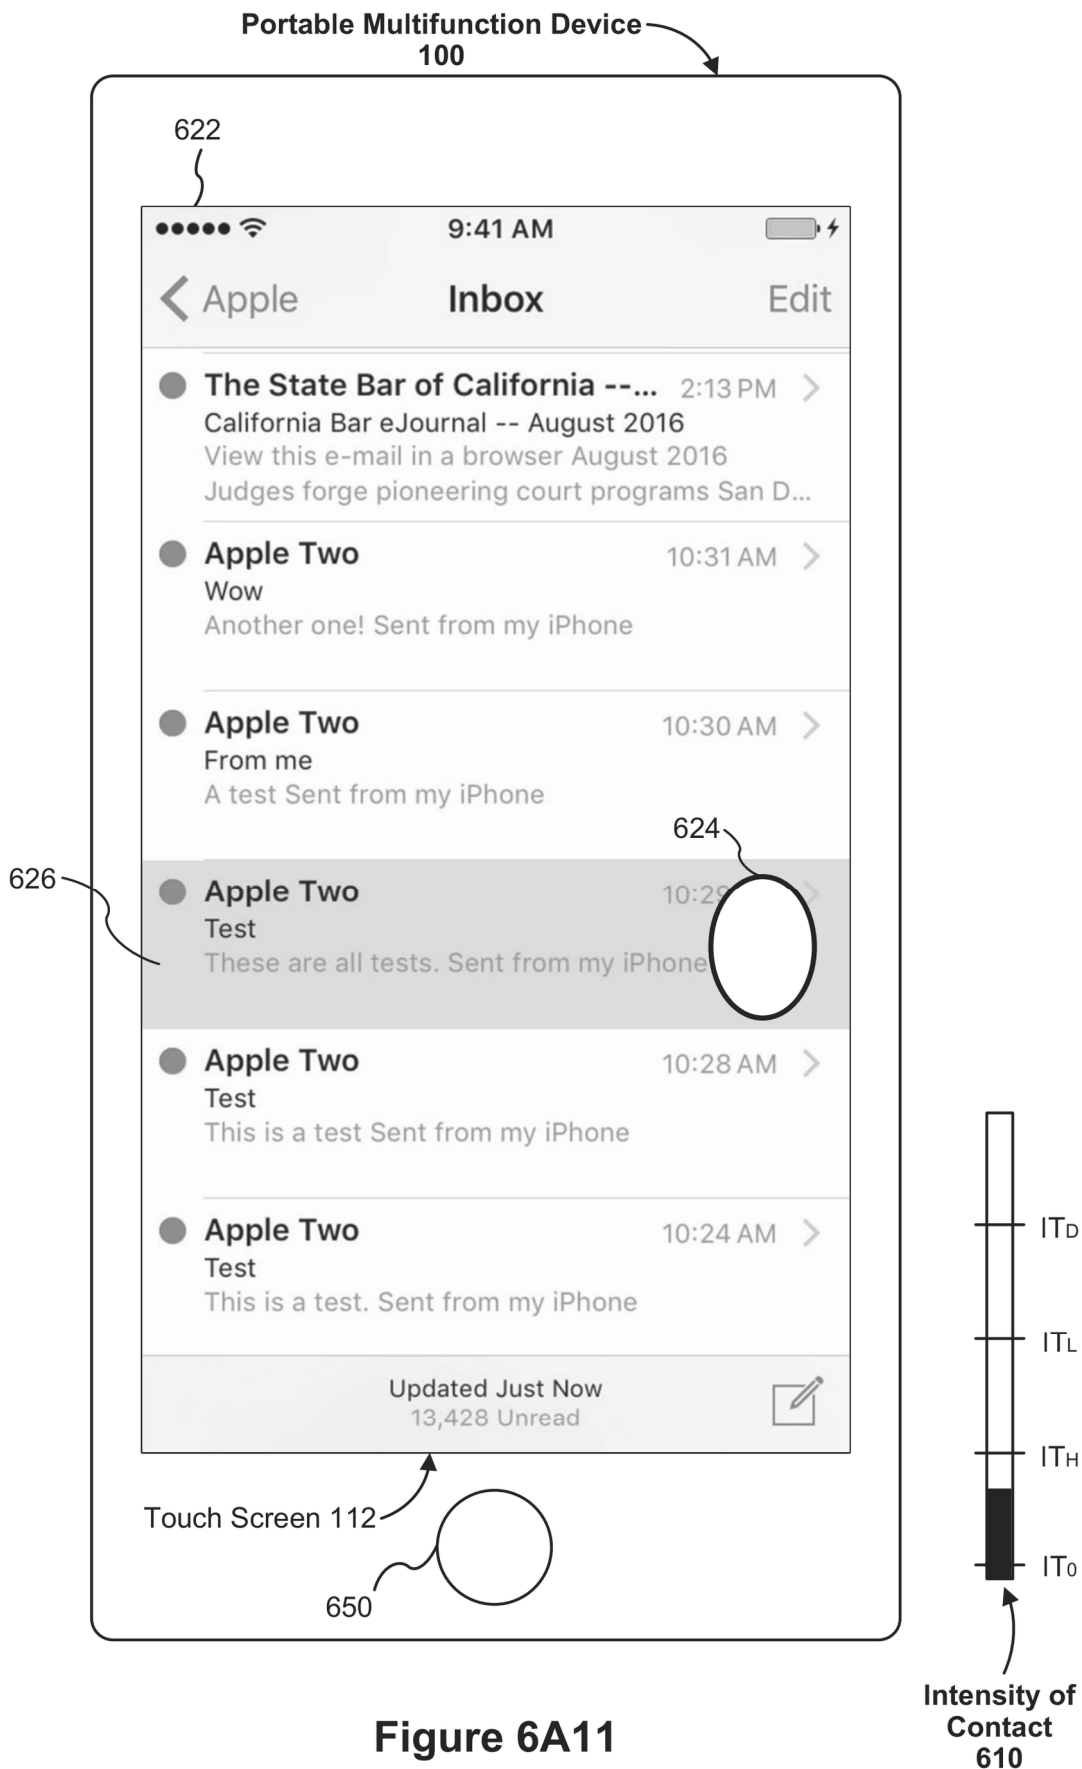 Portable Multifunction Device
100
622
9:41 AM
Apple
Inbox
Edit
The State Bar of California --...
2:13 PM
California Bar eJournal -- August 2016
View this e-mail in a browser August 2016
Judges forge pioneering court programs San D...
Apple Two
10:31 AM
Wow
Another one! Sent from my iPhone
Apple Two
10:30 AM
From me
A test Sent from my iPhone
624
626
Apple Two
10:29
Test
These are all tests. Sent from my iPhone
Apple Two
10:28 AM
Test
This is a test Sent from my iPhone
Apple Two
10:24 AM
Test
This is a test. Sent from my iPhone
Updated Just Now
13,428 Unread
Touch Screen 112
650
ITD
ITL
ITH
IT0
Intensity of
Contact
610
Figure 6A11